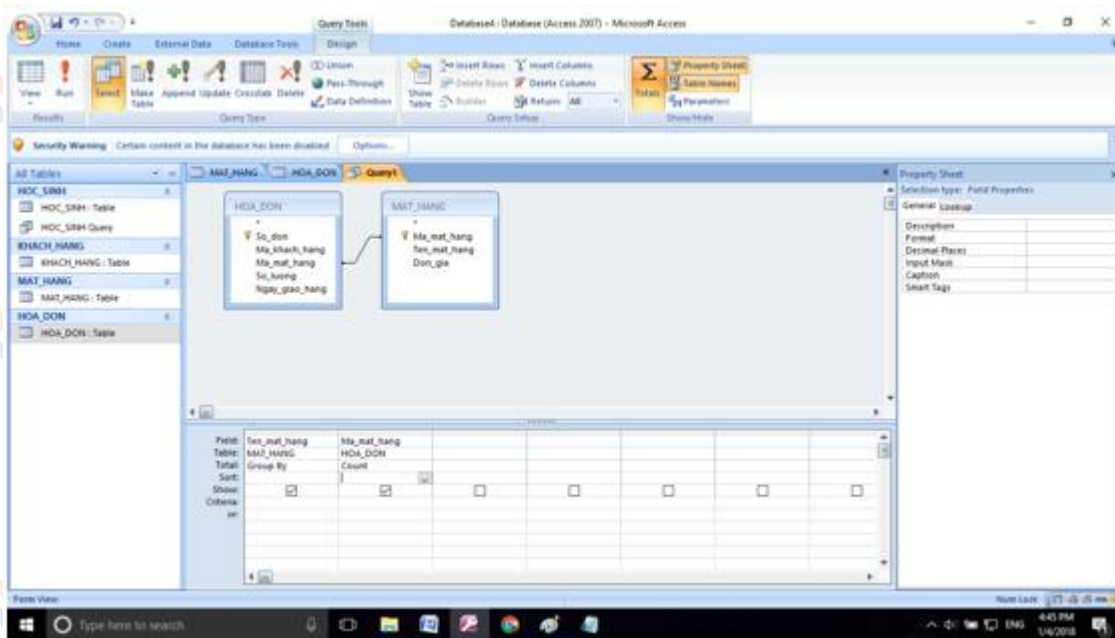 Query Tools
Database4 : Database (Access 2007) - Microsoft Access
Home Create External Data Database Tools Design
View Run Select Make Table Append Update Crosstab Delete
Union
Pass-Through
Data Definition
Show Table
Insert Rows
Delete Rows
Builder
Insert Columns
Delete Columns
Return: All
Totals
Property Sheet
Table Names
Parameters
Results Query Type Query Setup Show/Hide
Security Warning Certain content in the database has been disabled Options...
All Tables
HOC_SINH
HOC_SINH : Table
HOC_SINH Query
KHACH_HANG
KHACH_HANG : Table
MAT_HANG
MAT_HANG : Table
HOA_DON
HOA_DON : Table
MAT_HANG HOA_DON Query1
HOA_DON
*
So_don
Ma_khach_hang
Ma_mat_hang
So_luong
Ngay_giao_hang
MAT_HANG
*
Ma_mat_hang
Ten_mat_hang
Don_gia
Property Sheet
Selection type: Field Properties
General Lookup
Description
Format
Decimal Places
Input Mask
Caption
Smart Tags
Field: Ten_mat_hang Ma_mat_hang
Table: MAT_HANG HOA_DON
Total: Group By Count
Sort:
Show:
Criteria:
or:
Form View
Num Lock
Type here to search
ENG
4:45 PM
1/4/2018